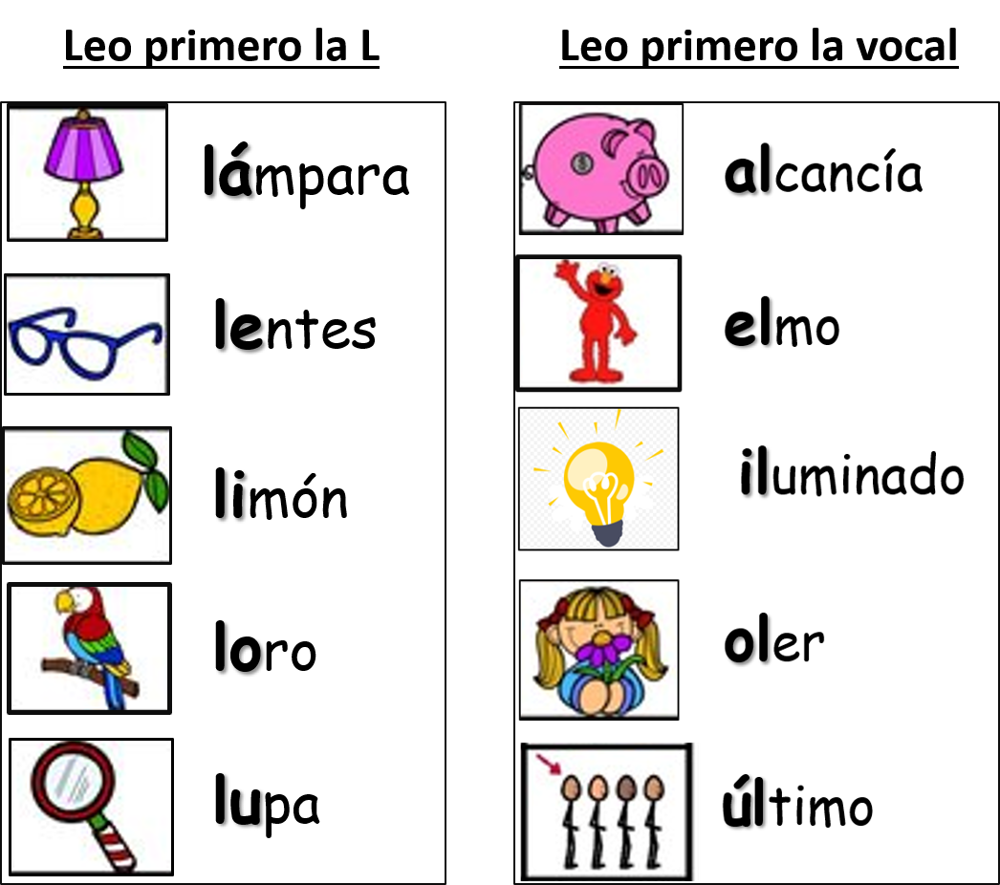 Leo primero la L
lámpara
lentes
limón
loro
lupa
Leo primero la vocal
alcancía
elmo
iluminado
oler
último